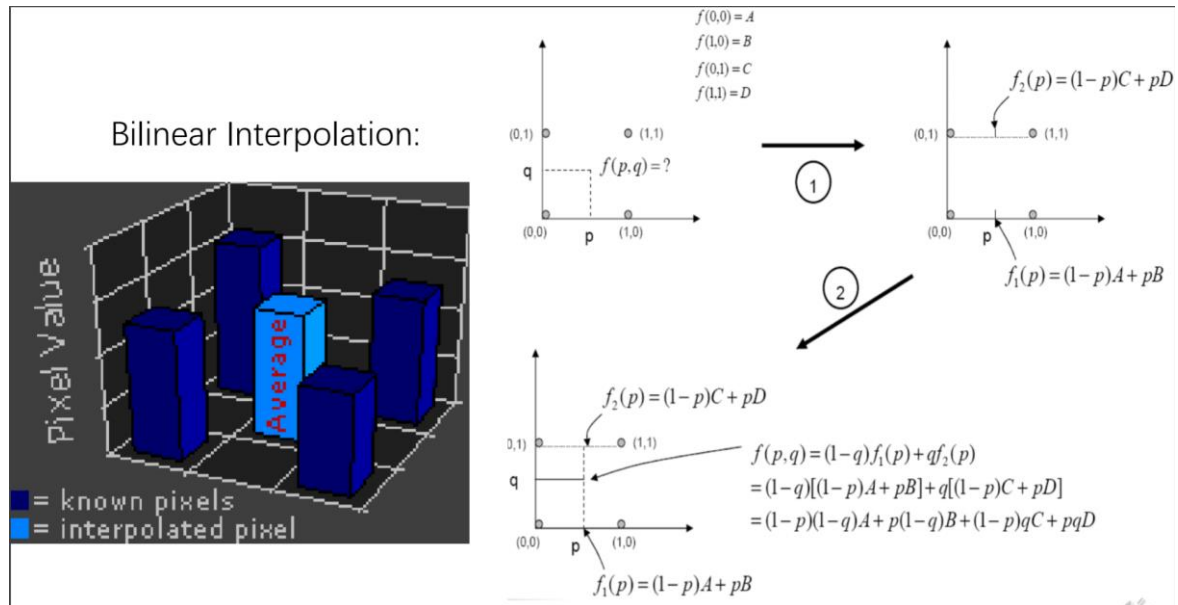 Bilinear Interpolation:
Pixel Value
Average
= known pixels
= interpolated pixel
f(0,0) = A
f(1,0) = B
f(0,1) = C
f(1,1) = D
(0,1)
(1,1)
q
f(p,q) = ?
(0,0)
p
(1,0)
1
f₂(p) = (1-p)C + pD
(0,1)
(1,1)
(0,0)
p
(1,0)
f₁(p) = (1-p)A + pB
2
f₂(p) = (1-p)C + pD
0,1)
(1,1)
q
f(p,q) = (1-q)f₁(p) + qf₂(p)
= (1-q)[(1-p)A + pB] + q[(1-p)C + pD]
= (1-p)(1-q)A + p(1-q)B + (1-p)qC + pqD
(0,0)
p
(1,0)
f₁(p) = (1-p)A + pB